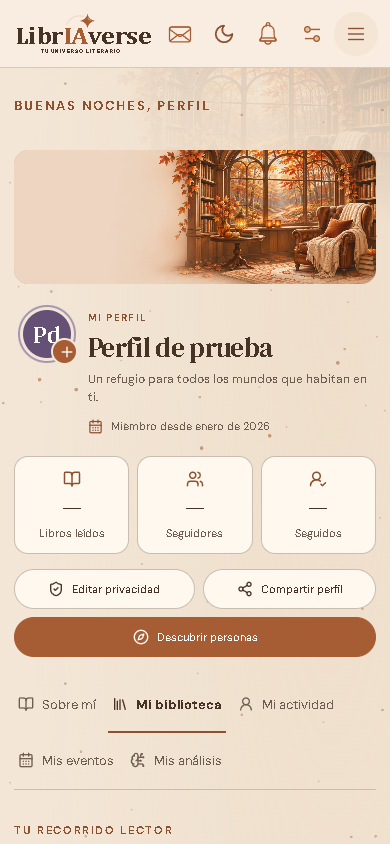 LibrIAverse
TU UNIVERSO LITERARIO
BUENAS NOCHES, PERFIL
Pd
MI PERFIL
Perfil de prueba
Un refugio para todos los mundos que habitan en
ti.
Miembro desde enero de 2026
— — —
Libros leídos Seguidores Seguidos
Editar privacidad Compartir perfil
Descubrir personas
Sobre mí Mi biblioteca Mi actividad
Mis eventos Mis análisis
TU RECORRIDO LECTOR